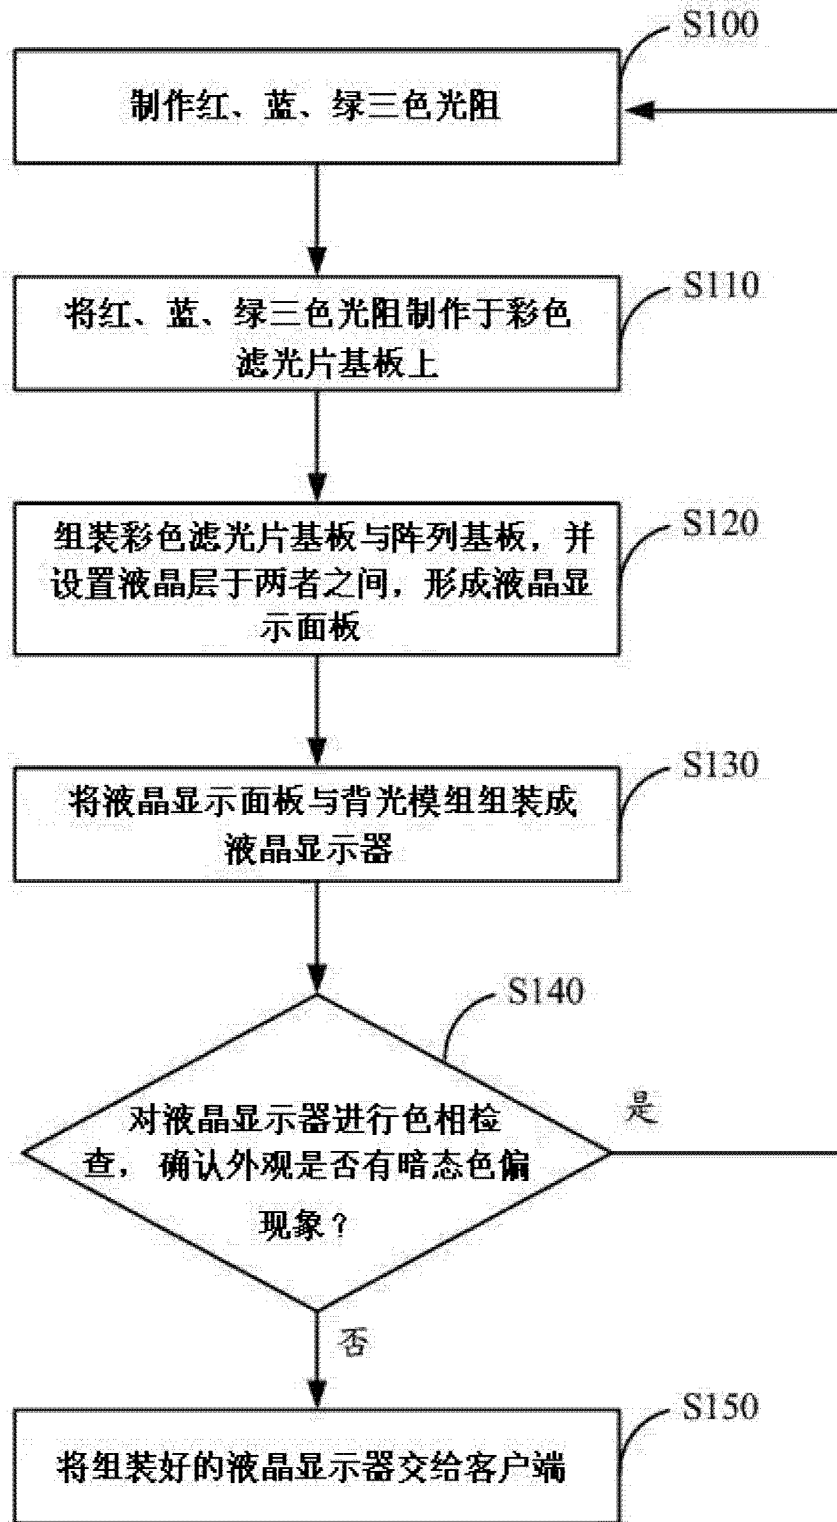 S100
制作红、蓝、绿三色光阻
S110
将红、蓝、绿三色光阻制作于彩色
滤光片基板上
S120
组装彩色滤光片基板与阵列基板，并
设置液晶层于两者之间，形成液晶显
示面板
S130
将液晶显示面板与背光模组组装成
液晶显示器
S140
对液晶显示器进行色相检
查，确认外观是否有暗态色偏
现象？
是
否
S150
将组装好的液晶显示器交给客户端